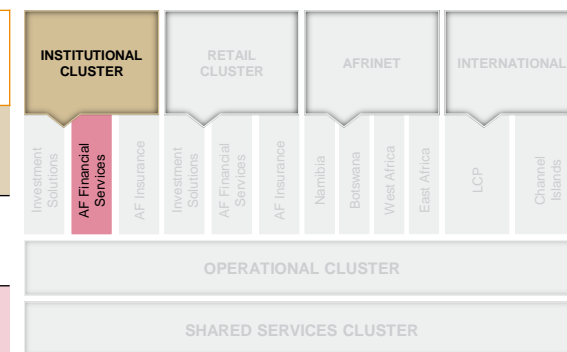 INSTITUTIONAL
CLUSTER
RETAIL
CLUSTER
AFRINET
INTERNATIONAL
Investment
Solutions
AF Financial
Services
AF Insurance
Investment
Solutions
AF Financial
Services
AF Insurance
Namibia
Botswana
West Africa
East Africa
LCP
Channel
Islands
OPERATIONAL CLUSTER
SHARED SERVICES CLUSTER